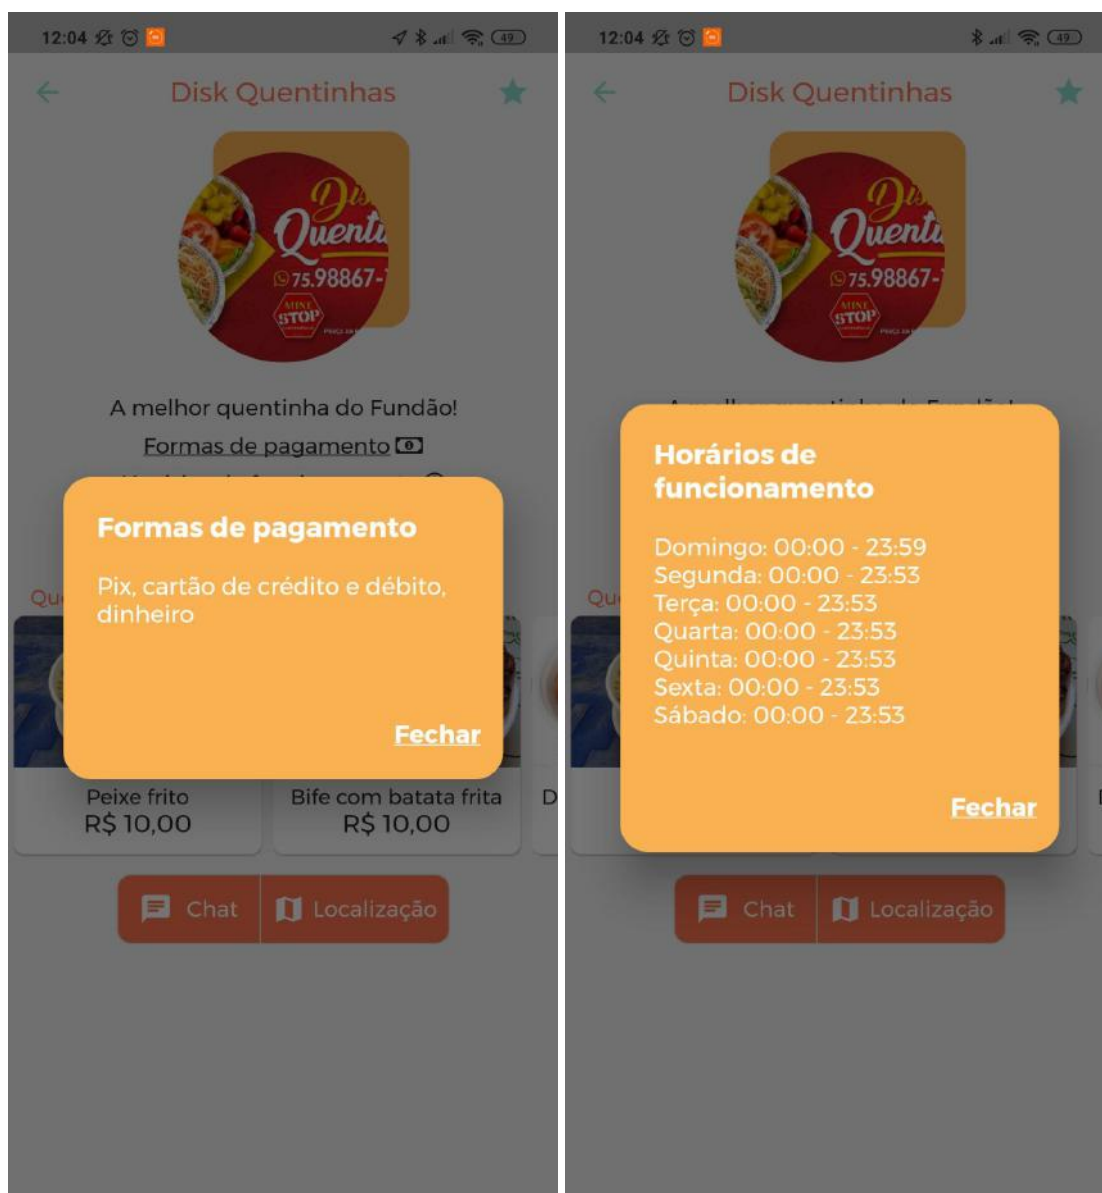 12:04
49
Disk Quentinhas
Quenti
75.98867-
MINI
STOP
A melhor quentinha do Fundão!
Formas de pagamento
Formas de pagamento
Pix, cartão de crédito e débito,
dinheiro
Fechar
Peixe frito
R$ 10,00
Bife com batata frita
R$ 10,00
Chat
Localização
12:04
49
Disk Quentinhas
Quenti
75.98867-
MINI
STOP
Horários de
funcionamento
Domingo: 00:00 - 23:59
Segunda: 00:00 - 23:53
Terça: 00:00 - 23:53
Quarta: 00:00 - 23:53
Quinta: 00:00 - 23:53
Sexta: 00:00 - 23:53
Sábado: 00:00 - 23:53
Fechar
Chat
Localização